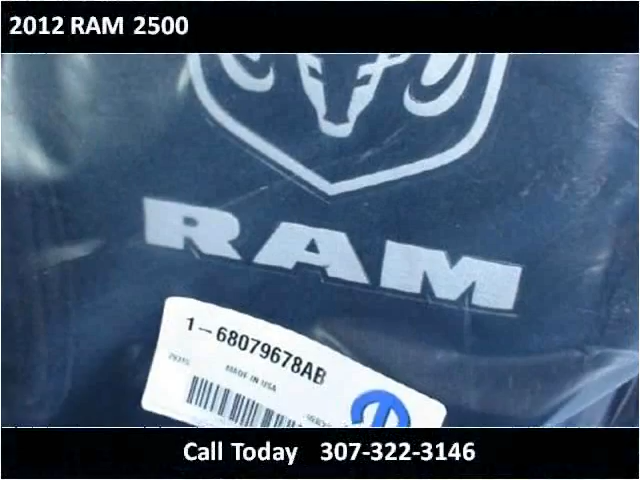 2012 RAM 2500
RAM
1-68079678AB
MADE IN USA
Call Today 307-322-3146